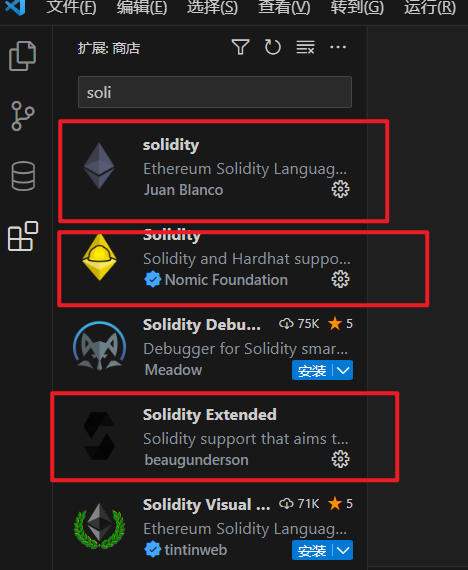 文件(F) 编辑(E) 选择(S) 查看(V) 转到(G) 运行(R)
扩展: 商店
soli
solidity
Ethereum Solidity Languag...
Juan Blanco
Solidity
Solidity and Hardhat suppo...
Nomic Foundation
Solidity Debu... 75K 5
Debugger for Solidity smar...
Meadow 安装
Solidity Extended
Solidity support that aims t...
beaugunderson
Solidity Visual ... 71K 5
Ethereum Solidity Languag...
tintinweb 安装